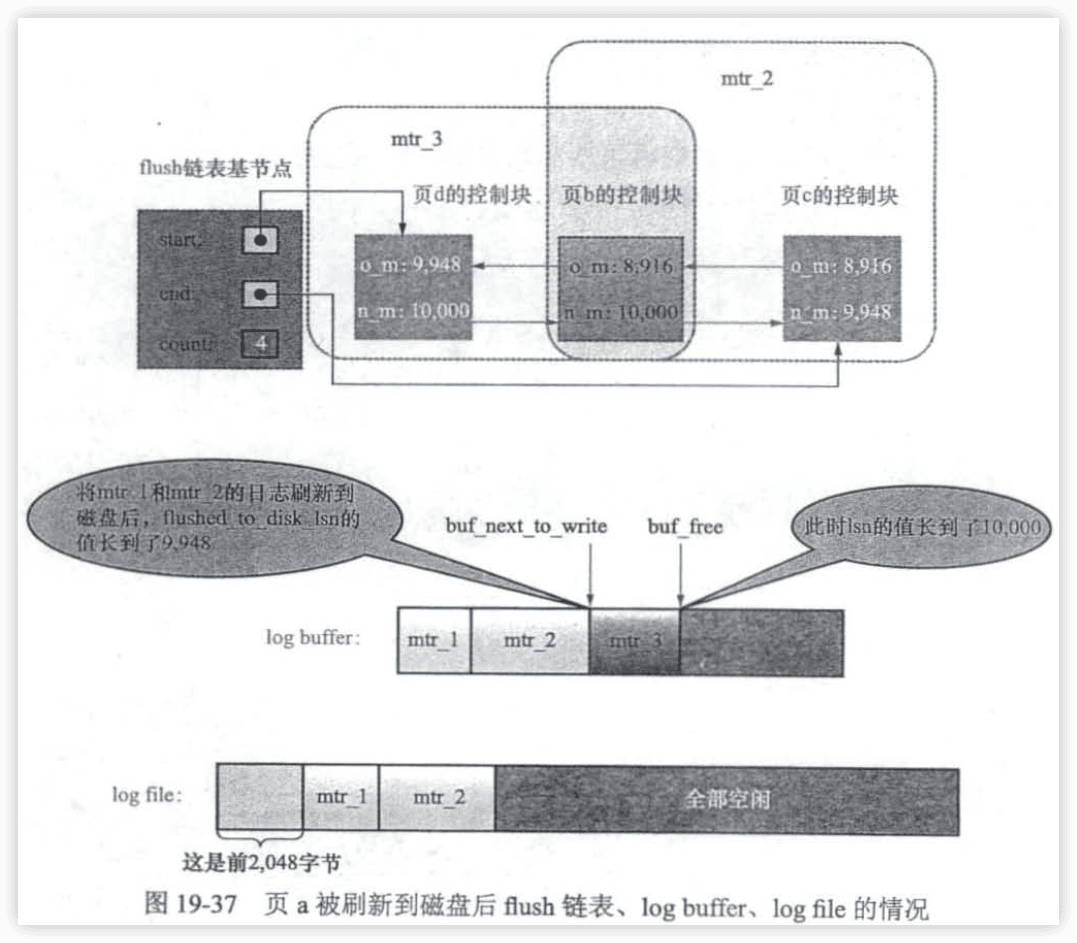 mtr_2
mtr_3
flush链表基节点
页d的控制块
页b的控制块
页c的控制块
start:
o_m: 9,948
o_m: 8,916
o_m: 8,916
end:
n_m: 10,000
n_m: 10,000
n_m: 9,948
count:
4
将mtr_1和mtr_2的日志刷新到
磁盘后，flushed_to_disk_lsn的
值长到了9,948
buf_next_to_write
buf_free
此时lsn的值长到了10,000
log buffer:
mtr_1
mtr_2
mtr_3
log file:
mtr_1
mtr_2
全部空闲
这是前2,048字节
图 19-37 页 a 被刷新到磁盘后 flush 链表、log buffer、log file 的情况